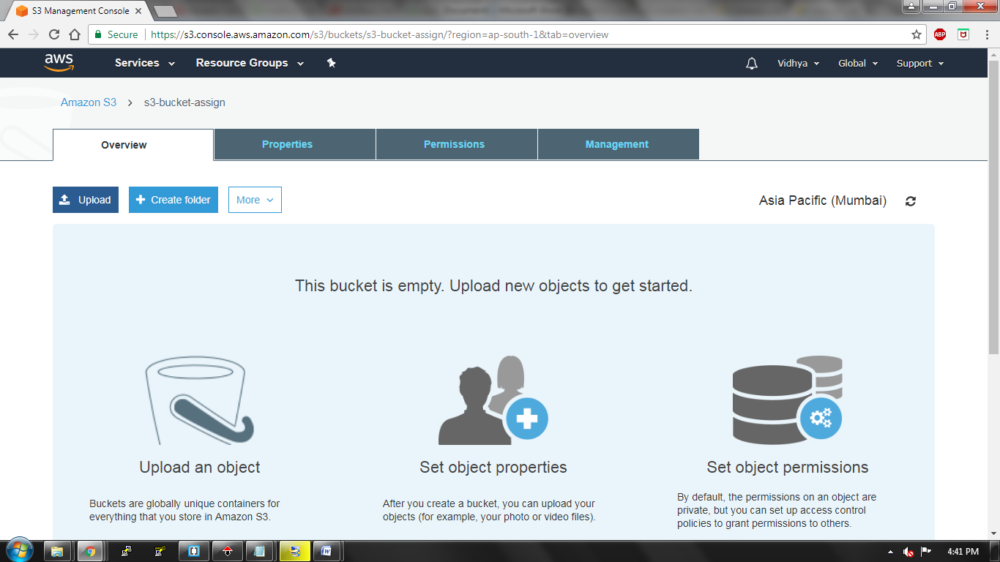 S3 Management Console
Secure https://s3.console.aws.amazon.com/s3/buckets/s3-bucket-assign/?region=ap-south-1&tab=overview
ABP
aws Services Resource Groups Vidhya Global Support
Amazon S3 > s3-bucket-assign
Overview Properties Permissions Management
Upload + Create folder More Asia Pacific (Mumbai)
This bucket is empty. Upload new objects to get started.
Upload an object
Buckets are globally unique containers for
everything that you store in Amazon S3.
Set object properties
After you create a bucket, you can upload your
objects (for example, your photo or video files).
Set object permissions
By default, the permissions on an object are
private, but you can set up access control
policies to grant permissions to others.
4:41 PM